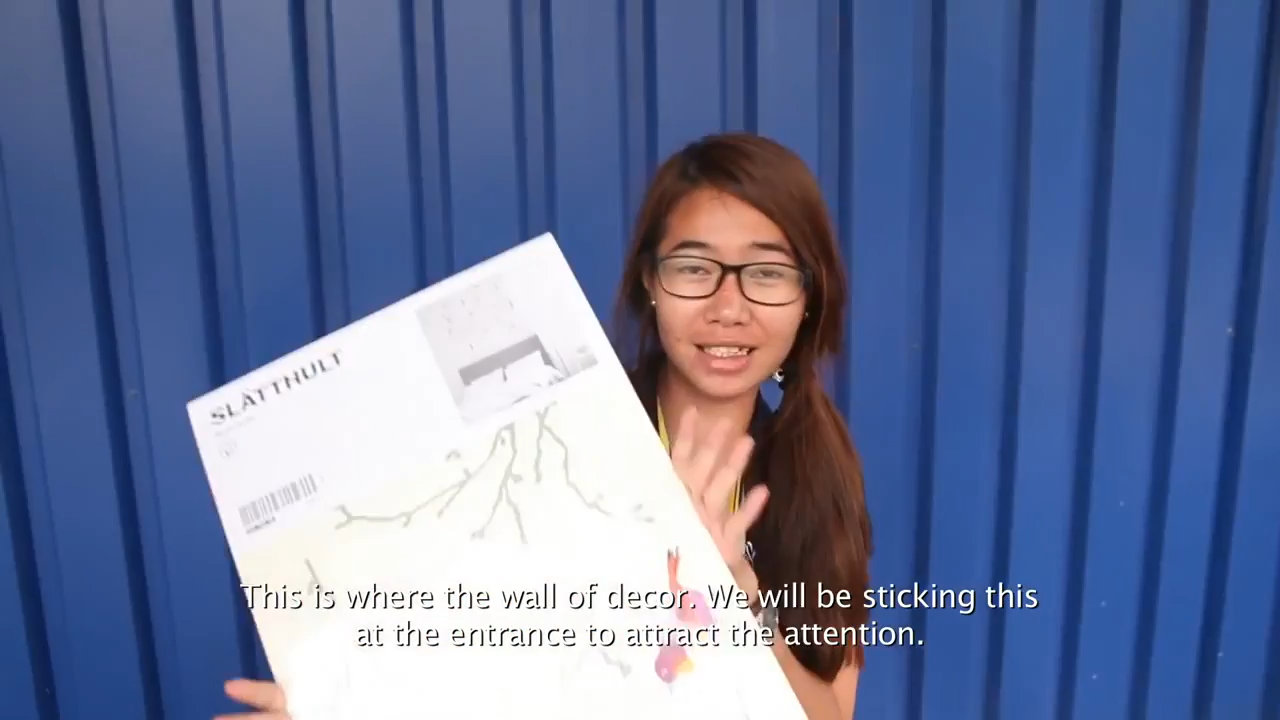 SLÄTTHULT
This is where the wall of decor. We will be sticking this
at the entrance to attract the attention.